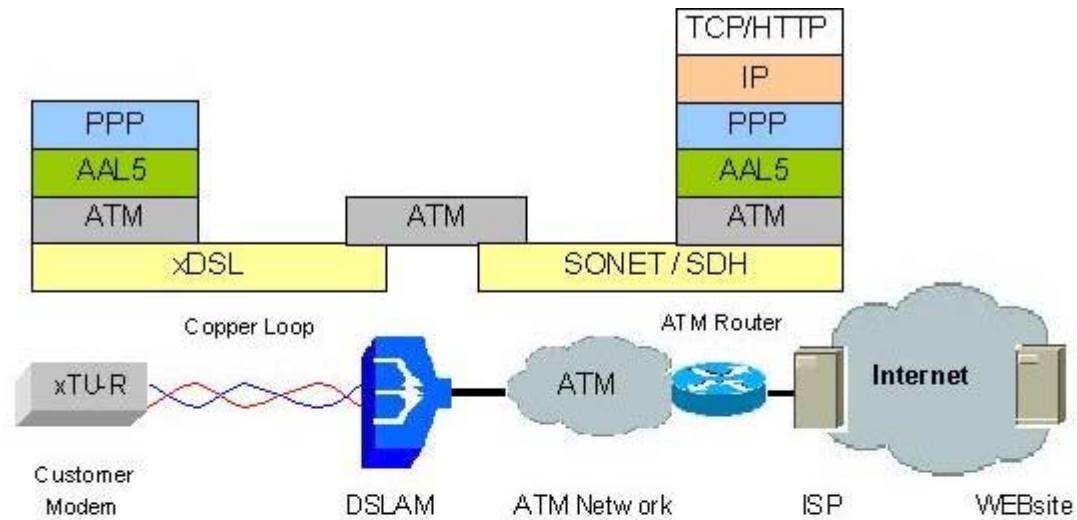 TCP/HTTP
IP
PPP
PPP
AAL5
AAL5
ATM
ATM
ATM
xDSL
SONET / SDH
Copper Loop
ATM Router
xTU-R
ATM
Internet
Customer
Modem
DSLAM
ATM Network
ISP
WEBsite